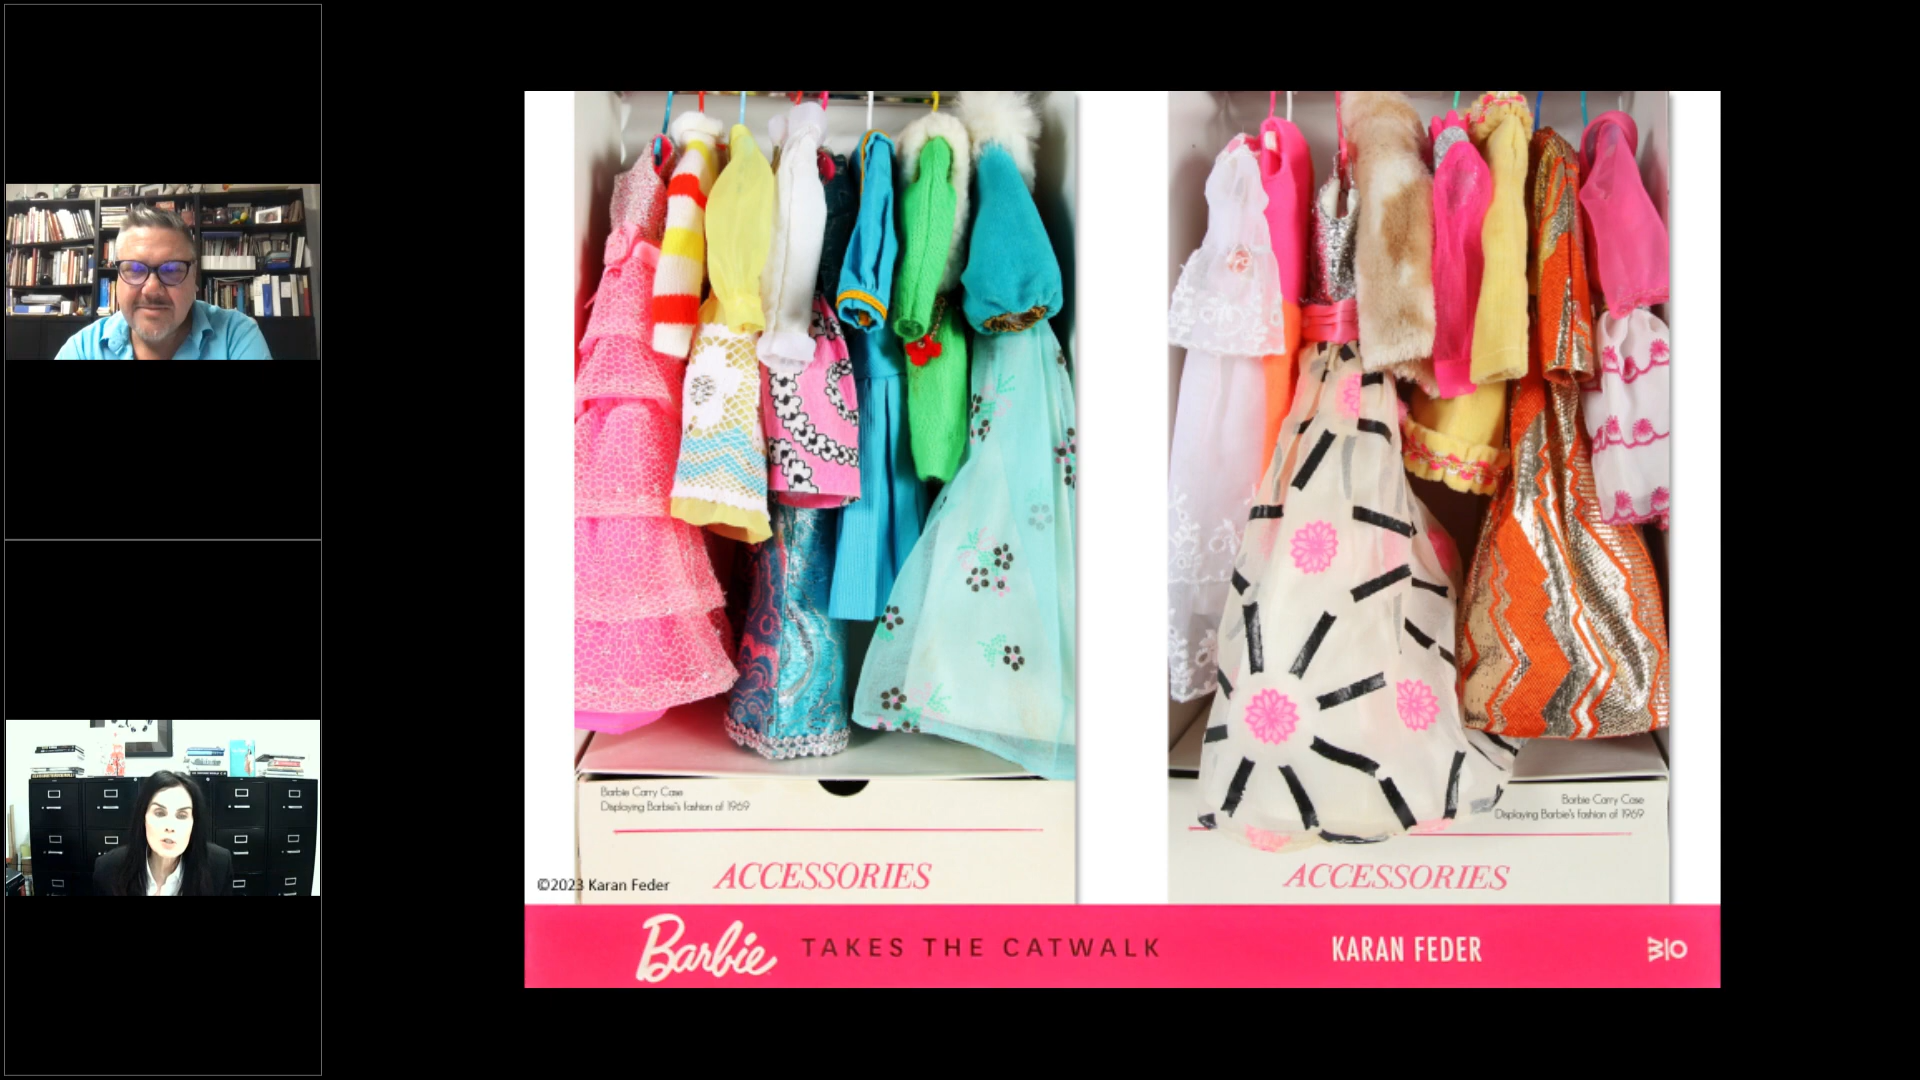 Barbie Carry Case
Displaying Barbie's fashion of 1969
ACCESSORIES
Barbie Carry Case
Displaying Barbie's fashion of 1969
ACCESSORIES
©2023 Karan Feder
Barbie TAKES THE CATWALK KARAN FEDER W|O